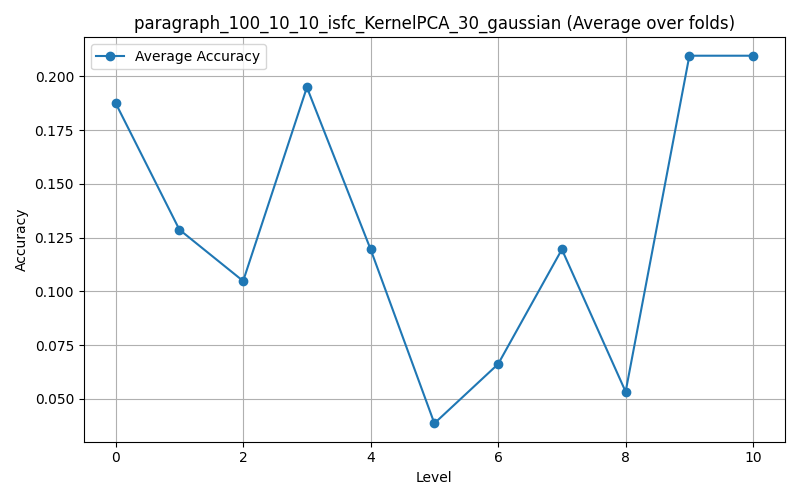 paragraph_100_10_10_isfc_KernelPCA_30_gaussian (Average over folds)
Average Accuracy
0.200
0.175
0.150
0.125
0.100
0.075
0.050
Accuracy
0 2 4 6 8 10
Level